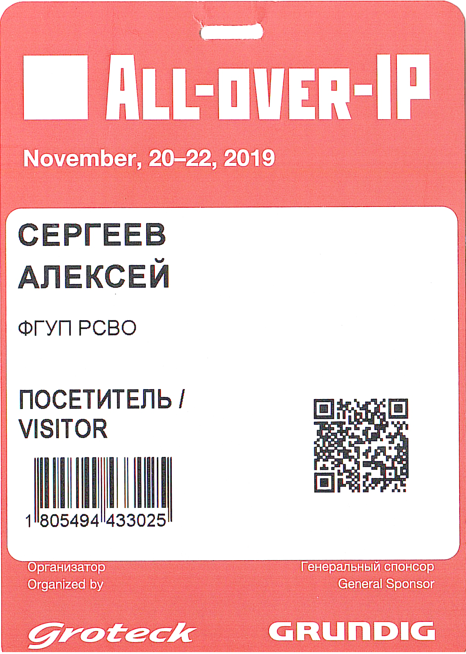 ALL-OVER-IP
November, 20–22, 2019
СЕРГЕЕВ
АЛЕКСЕЙ
ФГУП РСВО
ПОСЕТИТЕЛЬ /
VISITOR
1 805494 433025
Организатор
Organized by
Генеральный спонсор
General Sponsor
Groteck
GRUNDIG